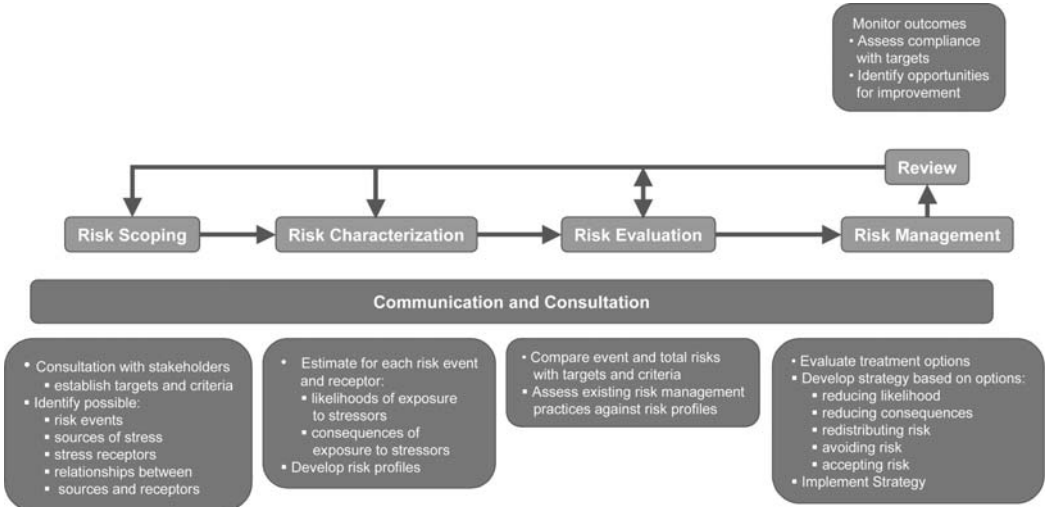 Monitor outcomes
• Assess compliance
with targets
• Identify opportunities
for improvement
Review
Risk Scoping
Risk Characterization
Risk Evaluation
Risk Management
Communication and Consultation
• Consultation with stakeholders
▪ establish targets and criteria
▪ Identify possible:
▪ risk events
▪ sources of stress
▪ stress receptors
▪ relationships between
▪ sources and receptors
• Estimate for each risk event
and receptor:
▪ likelihoods of exposure
to stressors
▪ consequences of
exposure to stressors
▪ Develop risk profiles
• Compare event and total risks
with targets and criteria
▪ Assess existing risk management
practices against risk profiles
• Evaluate treatment options
▪ Develop strategy based on options:
▪ reducing likelihood
▪ reducing consequences
▪ redistributing risk
▪ avoiding risk
▪ accepting risk
▪ Implement Strategy